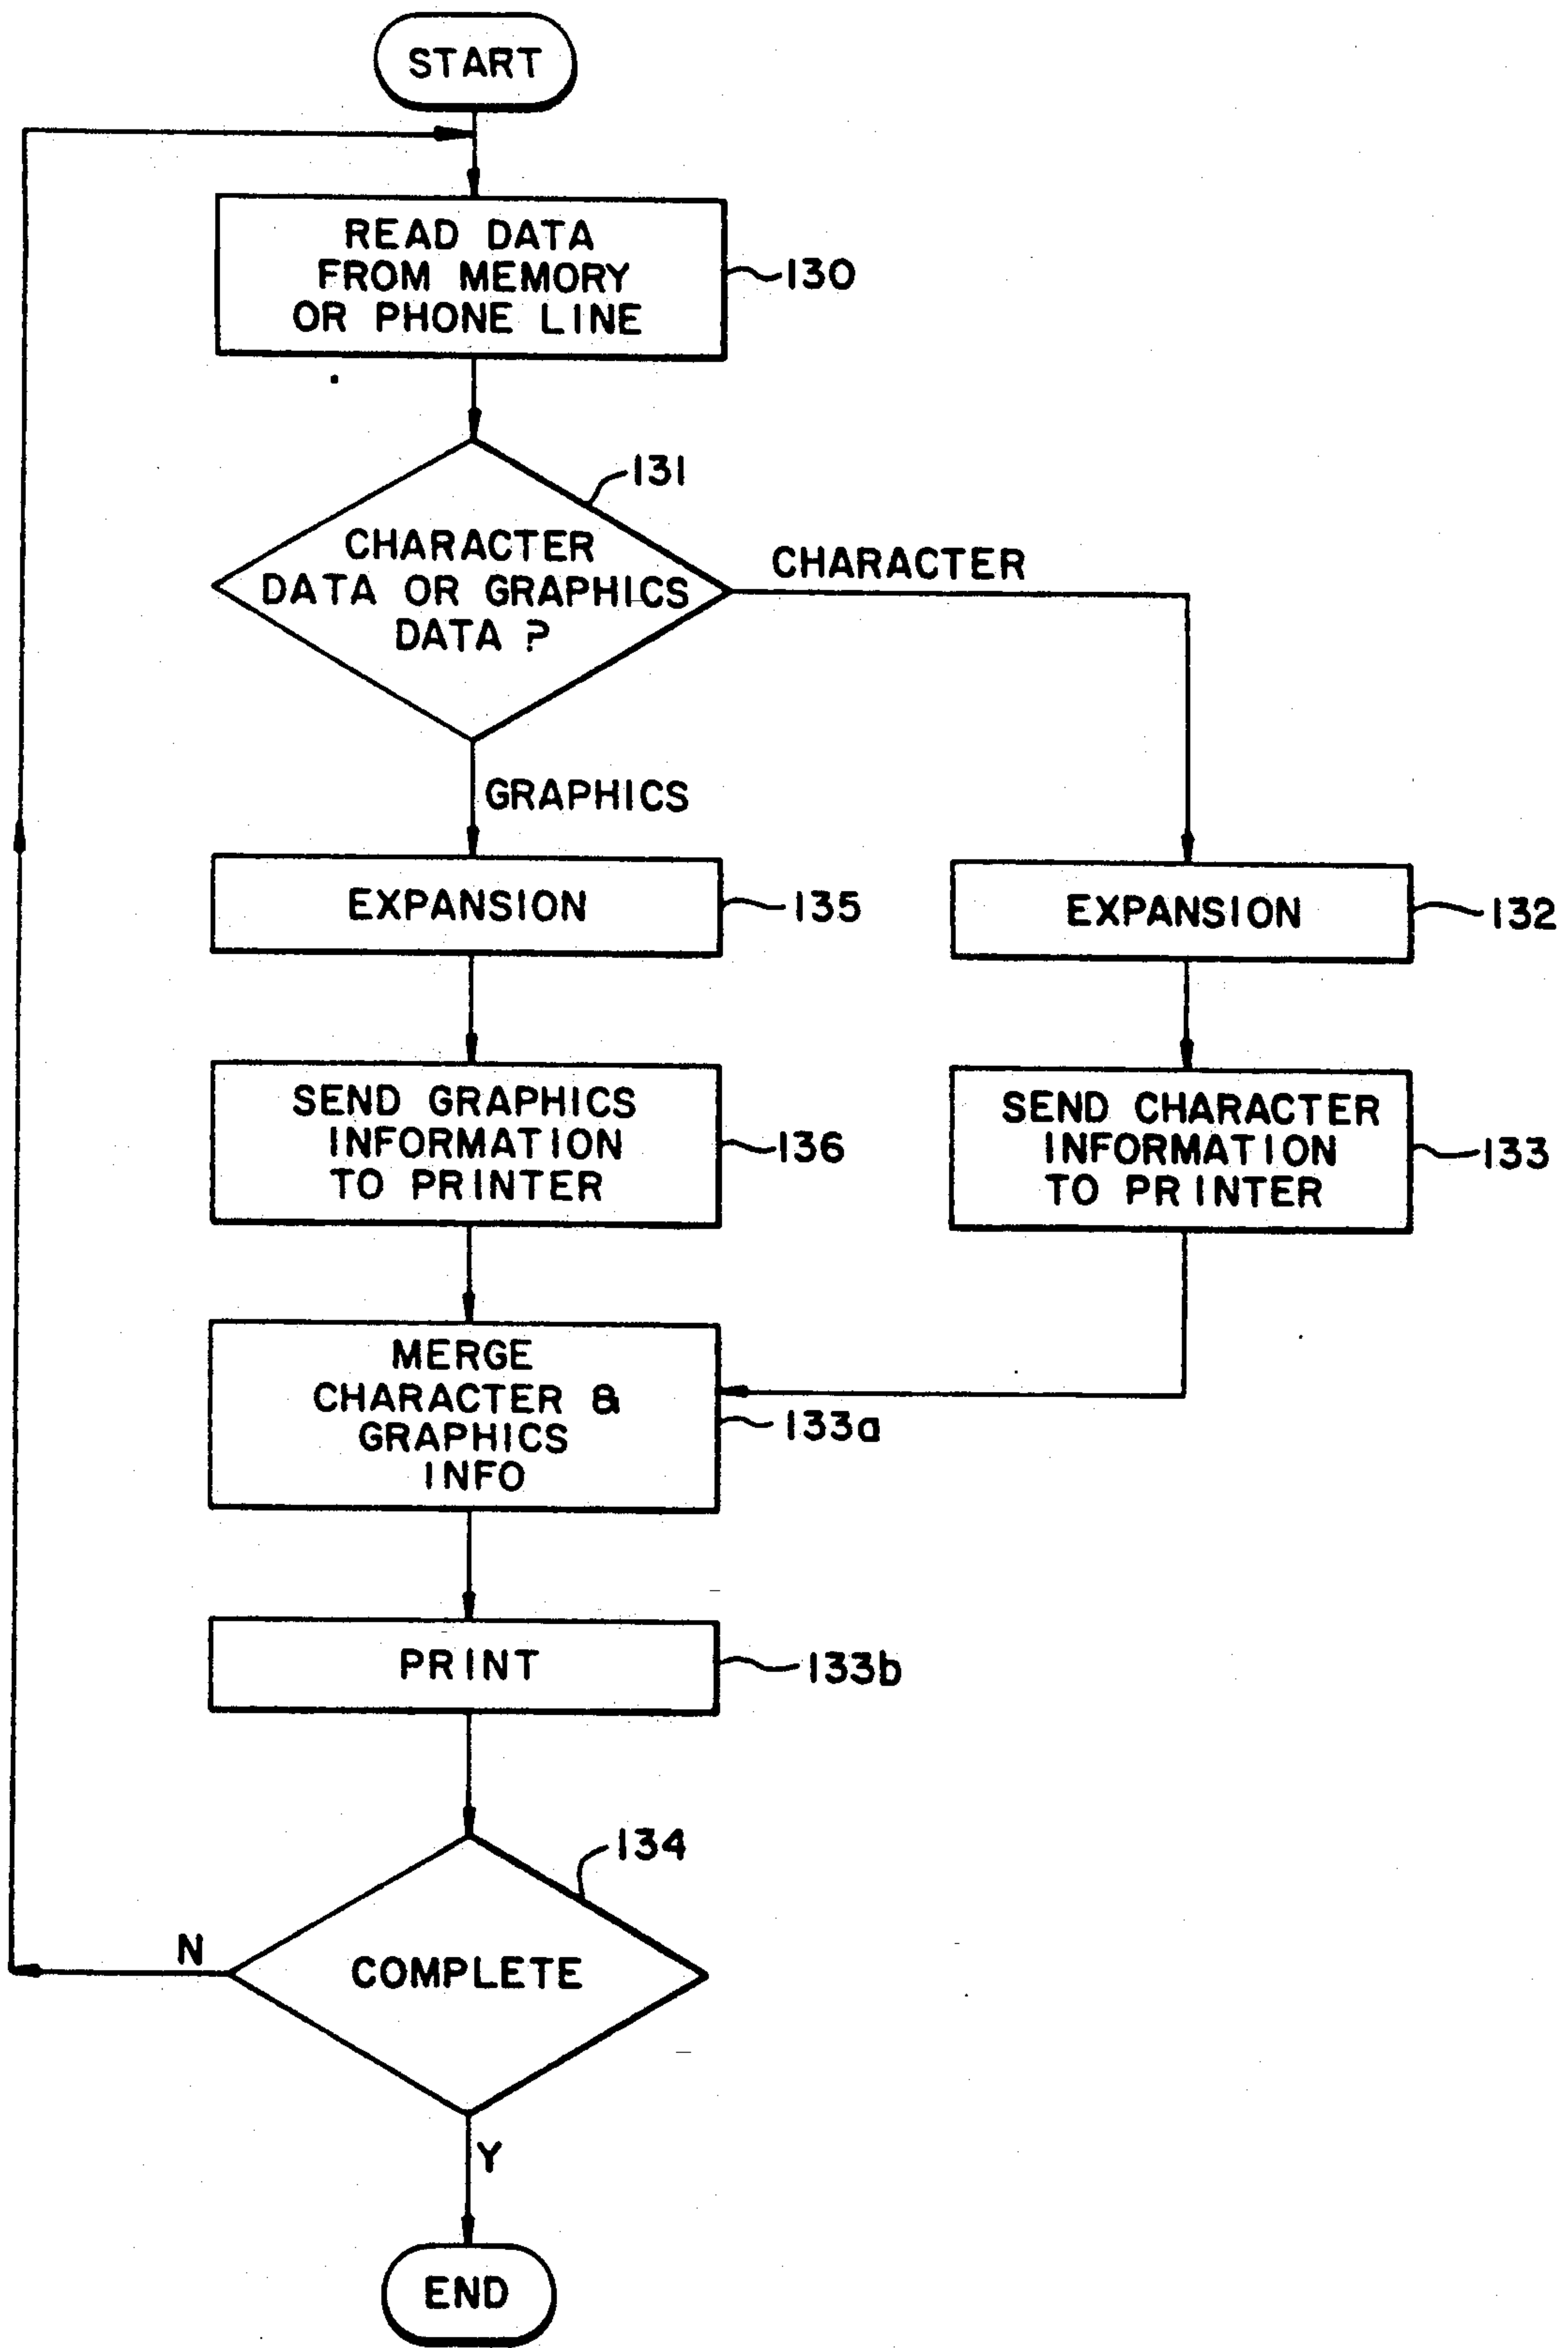 START
READ DATA
FROM MEMORY
OR PHONE LINE
130
131
CHARACTER
DATA OR GRAPHICS
DATA ?
CHARACTER
GRAPHICS
EXPANSION
135
EXPANSION
132
SEND GRAPHICS
INFORMATION
TO PRINTER
136
SEND CHARACTER
INFORMATION
TO PRINTER
133
MERGE
CHARACTER &
GRAPHICS
INFO
133a
PRINT
133b
134
COMPLETE
N
Y
END